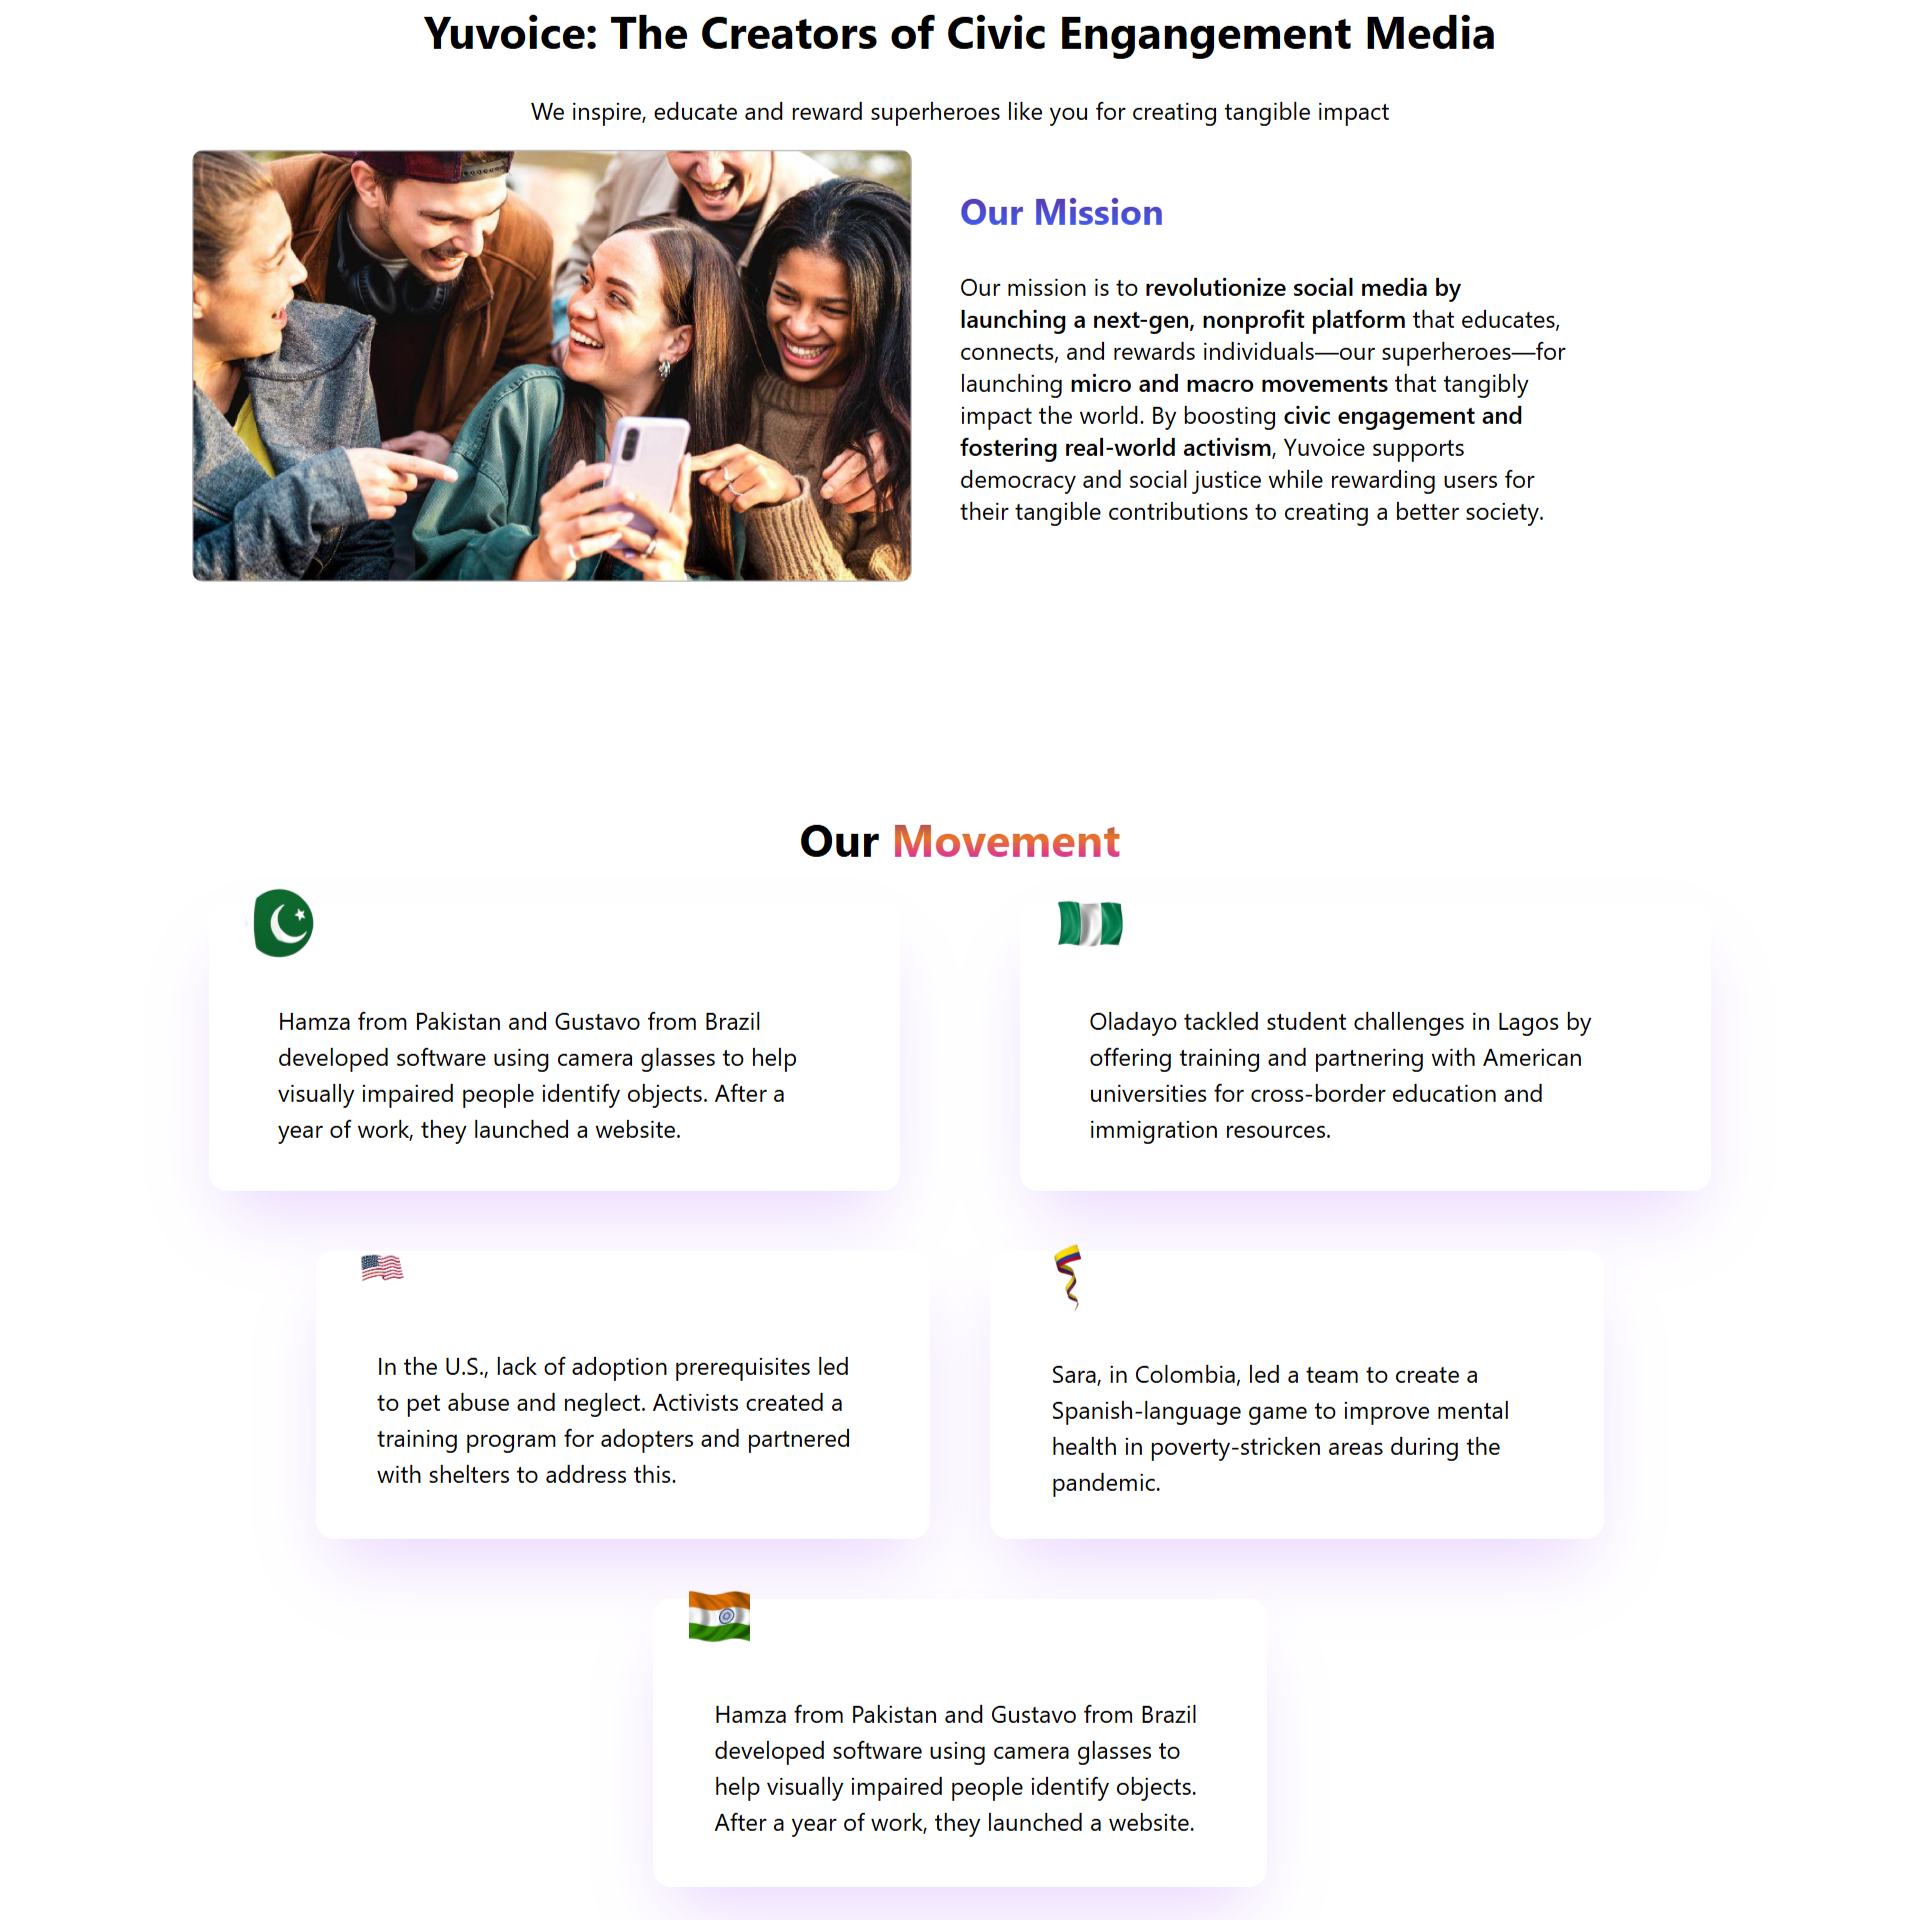 Yuvoice: The Creators of Civic Engangement Media
We inspire, educate and reward superheroes like you for creating tangible impact
Our Mission
Our mission is to revolutionize social media by
launching a next-gen, nonprofit platform that educates,
connects, and rewards individuals—our superheroes—for
launching micro and macro movements that tangibly
impact the world. By boosting civic engagement and
fostering real-world activism, Yuvoice supports
democracy and social justice while rewarding users for
their tangible contributions to creating a better society.
Our Movement
Hamza from Pakistan and Gustavo from Brazil
developed software using camera glasses to help
visually impaired people identify objects. After a
year of work, they launched a website.
Oladayo tackled student challenges in Lagos by
offering training and partnering with American
universities for cross-border education and
immigration resources.
In the U.S., lack of adoption prerequisites led
to pet abuse and neglect. Activists created a
training program for adopters and partnered
with shelters to address this.
Sara, in Colombia, led a team to create a
Spanish-language game to improve mental
health in poverty-stricken areas during the
pandemic.
Hamza from Pakistan and Gustavo from Brazil
developed software using camera glasses to
help visually impaired people identify objects.
After a year of work, they launched a website.